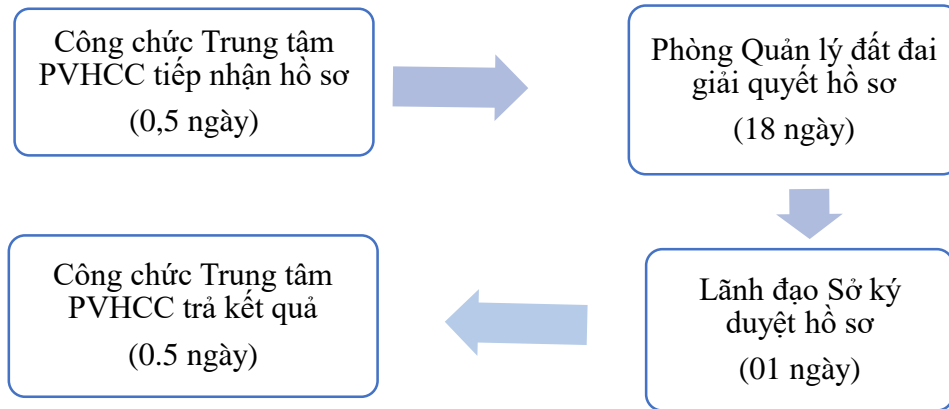 Công chức Trung tâm
PVHCC tiếp nhận hồ sơ
(0,5 ngày)
Phòng Quản lý đất đai
giải quyết hồ sơ
(18 ngày)
Lãnh đạo Sở ký
duyệt hồ sơ
(01 ngày)
Công chức Trung tâm
PVHCC trả kết quả
(0.5 ngày)